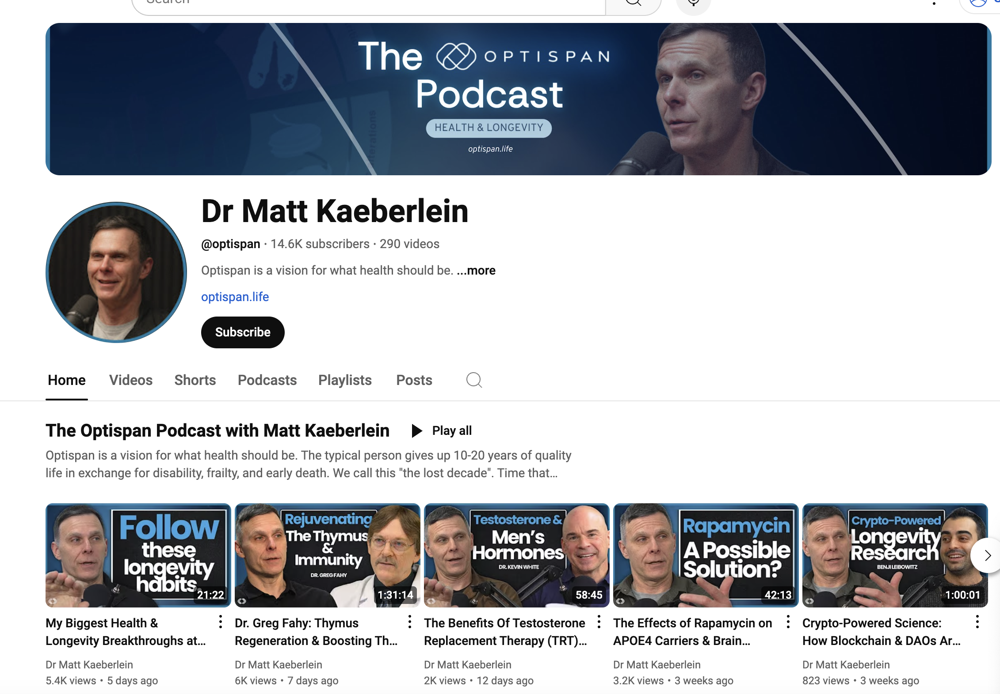 Search
The OPTISPAN
Podcast
HEALTH & LONGEVITY
optispan.life
Dr Matt Kaeberlein
@optispan · 14.6K subscribers · 290 videos
Optispan is a vision for what health should be. ...more
optispan.life
Subscribe
Home Videos Shorts Podcasts Playlists Posts
The Optispan Podcast with Matt Kaeberlein Play all
Optispan is a vision for what health should be. The typical person gives up 10-20 years of quality
life in exchange for disability, frailty, and early death. We call this "the lost decade". Time that...
Follow
these
longevity
habits.
21:22
My Biggest Health &
Longevity Breakthroughs at...
Dr Matt Kaeberlein
5.4K views • 5 days ago
Rejuvenating
The Thymus
&
Immunity
DR. GREG FAHY
1:31:14
Dr. Greg Fahy: Thymus
Regeneration & Boosting Th...
Dr Matt Kaeberlein
6K views • 7 days ago
Testosterone &
Men's
Hormones
DR. KEVIN WHITE
58:45
The Benefits Of Testosterone
Replacement Therapy (TRT)...
Dr Matt Kaeberlein
2K views • 12 days ago
Rapamycin
A Possible
Solution?
42:13
The Effects of Rapamycin on
APOE4 Carriers & Brain...
Dr Matt Kaeberlein
3.2K views • 3 weeks ago
Crypto-Powered
Longevity
Research
BENJI LEIBOWITZ
1:00:01
Crypto-Powered Science:
How Blockchain & DAOs Ar...
Dr Matt Kaeberlein
823 views • 3 weeks ago